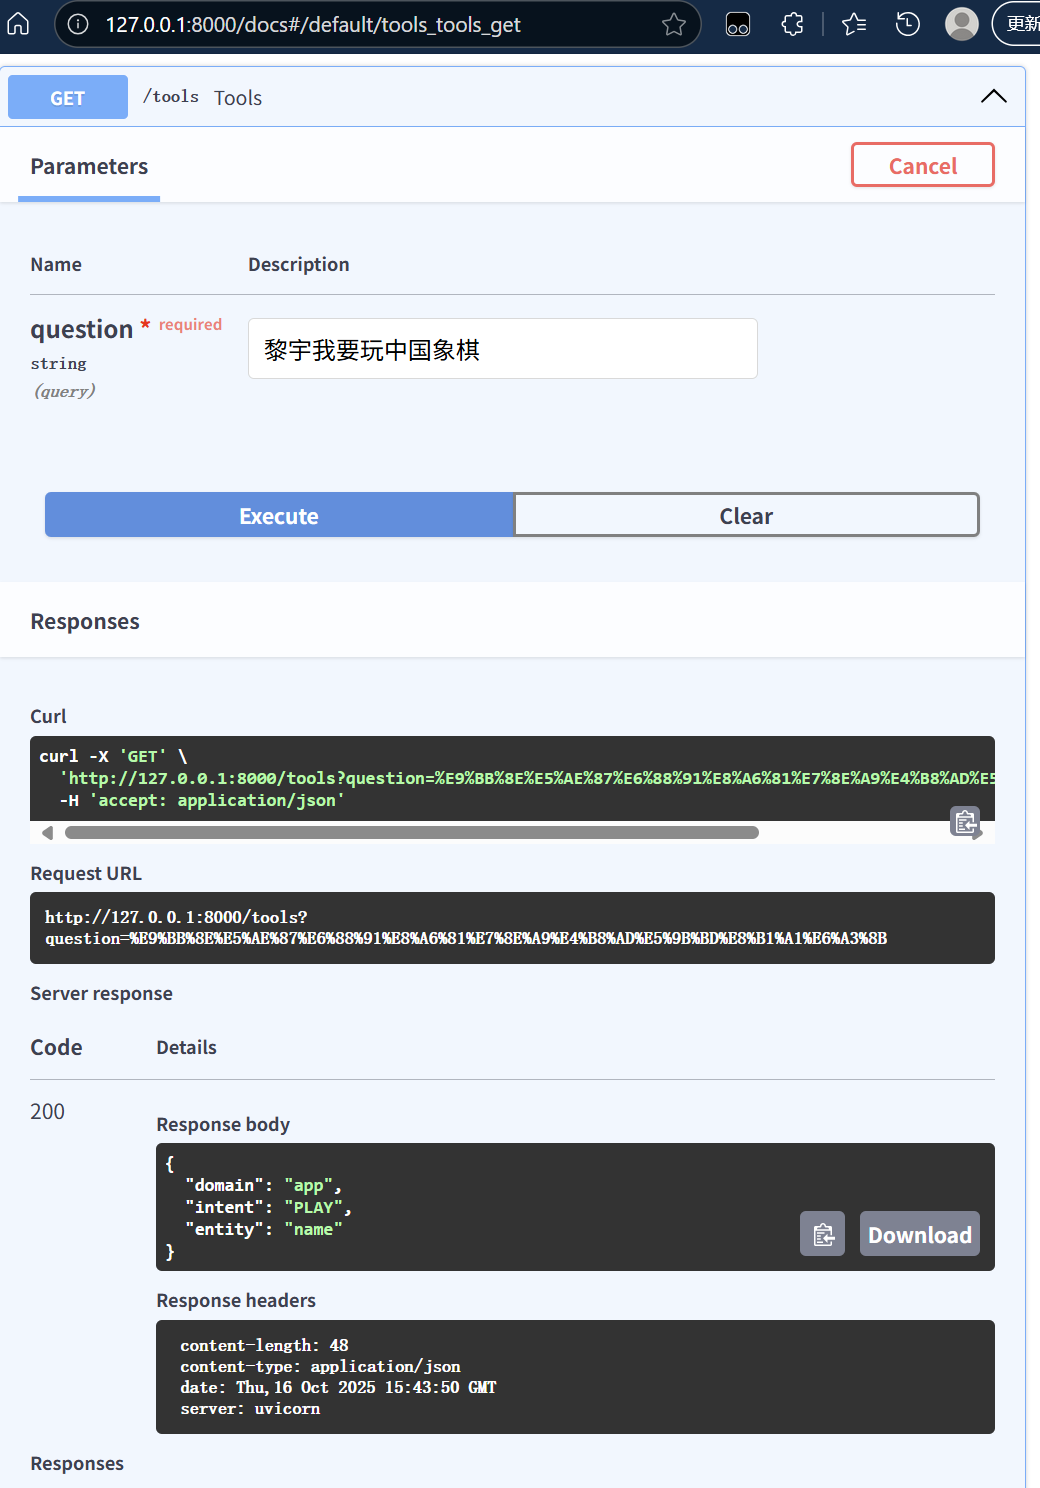 127.0.0.1:8000/docs#/default/tools_tools_get
更新
GET /tools Tools
Parameters
Cancel
Name Description
question * required
string
(query)
黎宇我要玩中国象棋
Execute
Clear
Responses
Curl
curl -X 'GET' \
'http://127.0.0.1:8000/tools?question=%E9%BB%8E%E5%AE%87%E6%88%91%E8%A6%81%E7%8E%A9%E4%B8%AD%E5
-H 'accept: application/json'
Request URL
http://127.0.0.1:8000/tools?
question=%E9%BB%8E%E5%AE%87%E6%88%91%E8%A6%81%E7%8E%A9%E4%B8%AD%E5%9B%BD%E8%B1%A1%E6%A3%8B
Server response
Code Details
200
Response body
{
"domain": "app",
"intent": "PLAY",
"entity": "name"
}
Download
Response headers
content-length: 48
content-type: application/json
date: Thu,16 Oct 2025 15:43:50 GMT
server: uvicorn
Responses